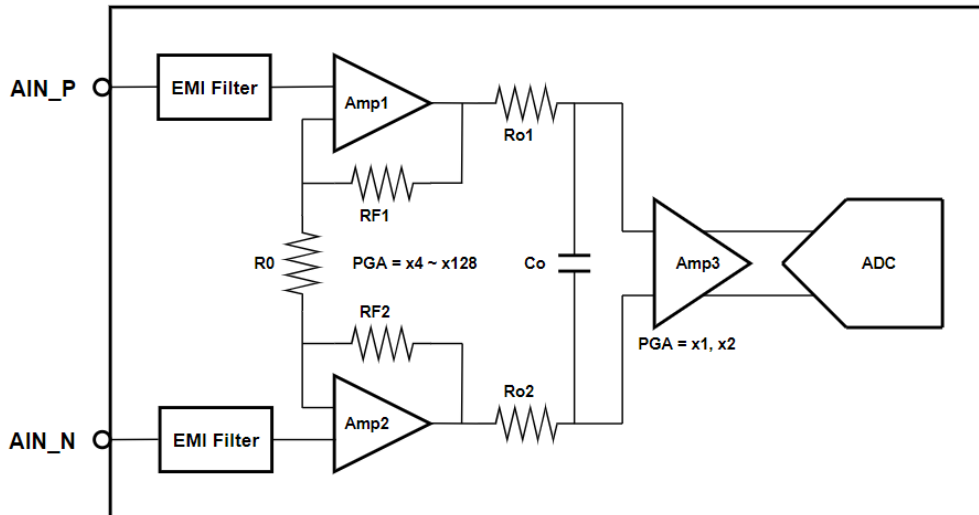 AIN_P
EMI Filter
Amp1
Ro1
RF1
R0
PGA = x4 ~ x128
Co
Amp3
ADC
RF2
PGA = x1, x2
Ro2
Amp2
AIN_N
EMI Filter